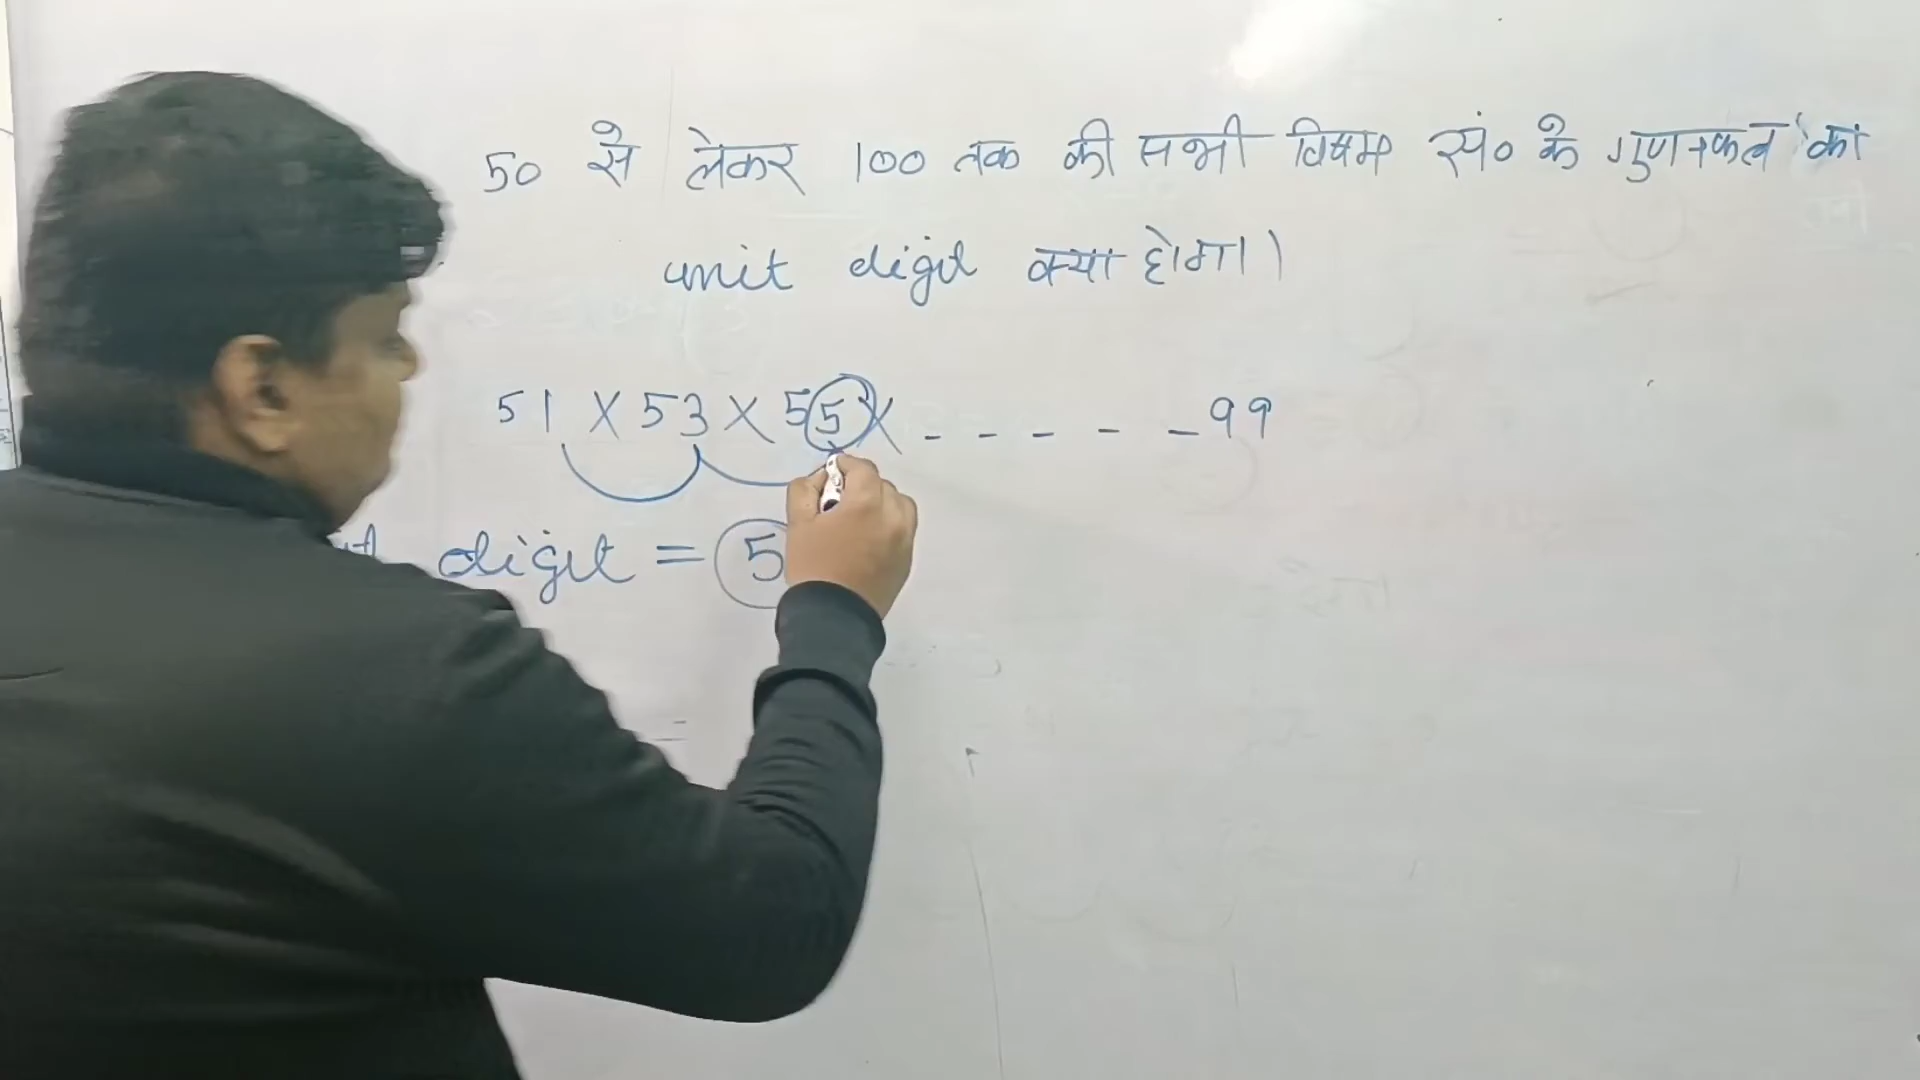 50 से लेकर 100 तक की सभी विषम सं० के गुणनफल का
unit digit क्या होगा।
51 X 53 X 55 X - - - - - 99
digit = 5